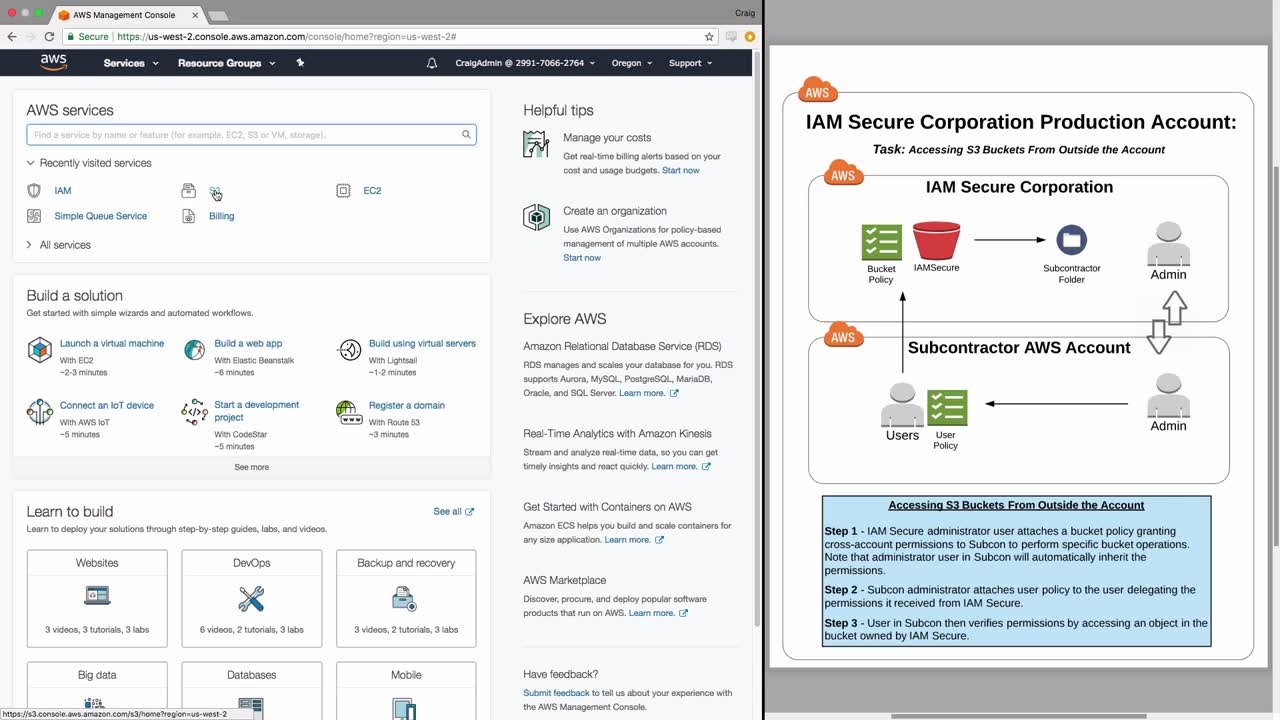 AWS Management Console
Craig
Secure
https://us-west-2.console.aws.amazon.com/console/home?region=us-west-2#
aws
Services
Resource Groups
CraigAdmin @ 2991-7066-2764
Oregon
Support
AWS services
Find a service by name or feature (for example, EC2, S3 or VM, storage).
Recently visited services
IAM
S3
EC2
Simple Queue Service
Billing
All services
Build a solution
Get started with simple wizards and automated workflows.
Launch a virtual machine
With EC2
~2-3 minutes
Build a web app
With Elastic Beanstalk
~6 minutes
Build using virtual servers
With Lightsail
~1-2 minutes
Connect an IoT device
With AWS IoT
~5 minutes
Start a development
project
With CodeStar
~5 minutes
Register a domain
With Route 53
~3 minutes
See more
Learn to build
See all
Learn to deploy your solutions through step-by-step guides, labs, and videos.
Websites
3 videos, 3 tutorials, 3 labs
DevOps
6 videos, 2 tutorials, 3 labs
Backup and recovery
3 videos, 2 tutorials, 3 labs
Big data
Databases
Mobile
https://s3.console.aws.amazon.com/s3/home?region=us-west-2
Helpful tips
Manage your costs
Get real-time billing alerts based on your
cost and usage budgets. Start now
Create an organization
Use AWS Organizations for policy-based
management of multiple AWS accounts.
Start now
Explore AWS
Amazon Relational Database Service (RDS)
RDS manages and scales your database for you. RDS
supports Aurora, MySQL, PostgreSQL, MariaDB,
Oracle, and SQL Server. Learn more.
Real-Time Analytics with Amazon Kinesis
Stream and analyze real-time data, so you can get
timely insights and react quickly. Learn more.
Get Started with Containers on AWS
Amazon ECS helps you build and scale containers for
any size application. Learn more.
AWS Marketplace
Discover, procure, and deploy popular software
products that run on AWS. Learn more.
Have feedback?
Submit feedback to tell us about your experience with
the AWS Management Console.
AWS
IAM Secure Corporation Production Account:
Task: Accessing S3 Buckets From Outside the Account
AWS
IAM Secure Corporation
Bucket
Policy
IAMSecure
Subcontractor
Folder
Admin
AWS
Subcontractor AWS Account
Users
User
Policy
Admin
Accessing S3 Buckets From Outside the Account
Step 1 - IAM Secure administrator user attaches a bucket policy granting
cross-account permissions to Subcon to perform specific bucket operations.
Note that administrator user in Subcon will automatically inherit the
permissions.
Step 2 - Subcon administrator attaches user policy to the user delegating the
permissions it received from IAM Secure.
Step 3 - User in Subcon then verifies permissions by accessing an object in the
bucket owned by IAM Secure.